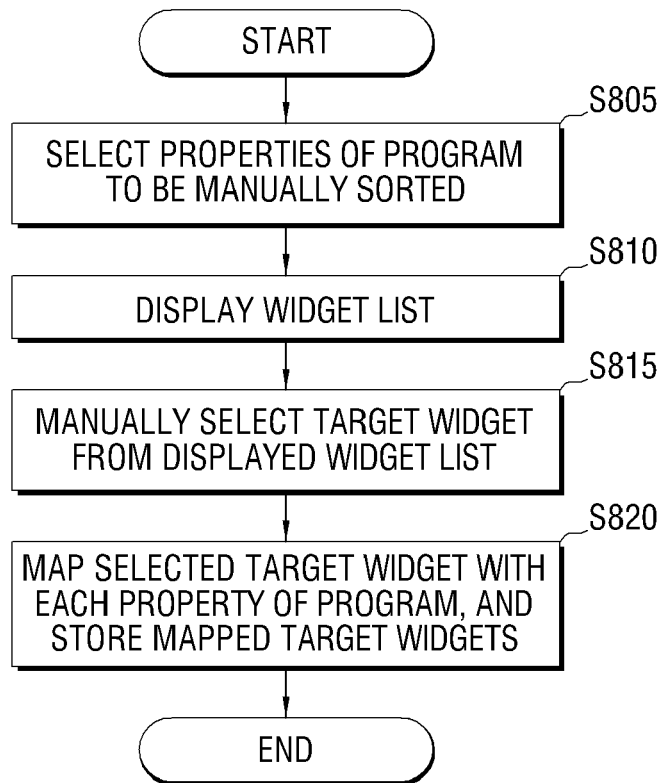 START
S805
SELECT PROPERTIES OF PROGRAM
TO BE MANUALLY SORTED
S810
DISPLAY WIDGET LIST
S815
MANUALLY SELECT TARGET WIDGET
FROM DISPLAYED WIDGET LIST
S820
MAP SELECTED TARGET WIDGET WITH
EACH PROPERTY OF PROGRAM, AND
STORE MAPPED TARGET WIDGETS
END